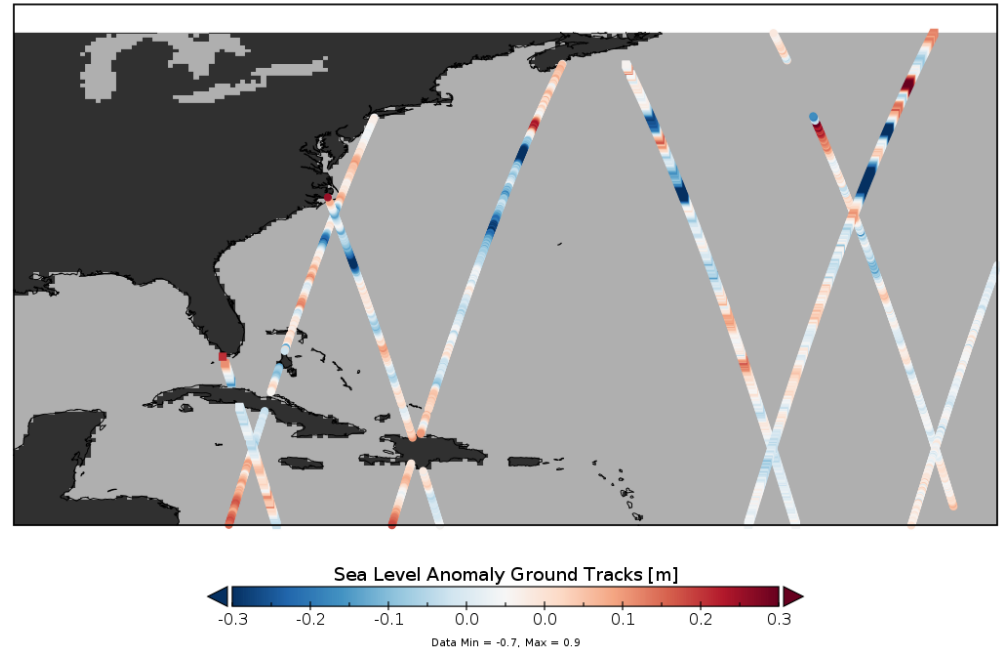 Sea Level Anomaly Ground Tracks [m]
-0.3 -0.2 -0.1 0.0 0.0 0.1 0.2 0.3
Data Min = -0.7, Max = 0.9